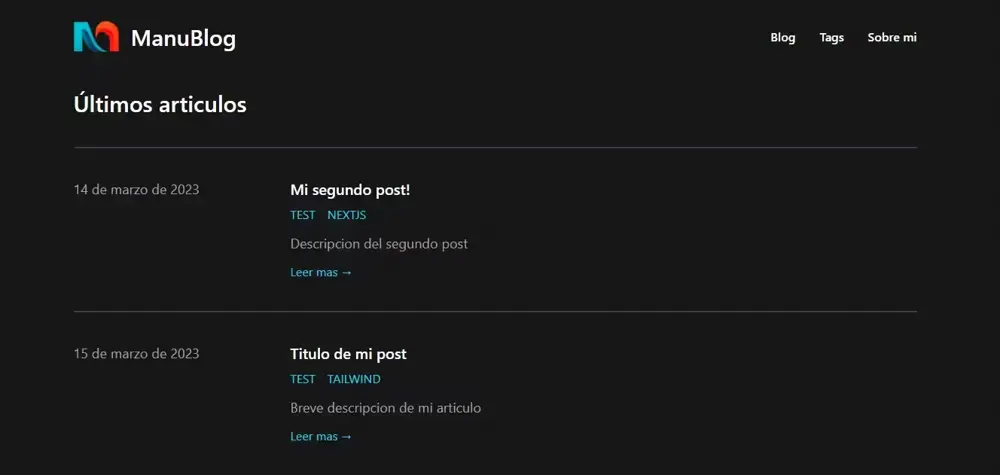 ManuBlog
Blog Tags Sobre mi
Últimos articulos
14 de marzo de 2023
Mi segundo post!
TEST NEXTJS
Descripcion del segundo post
Leer mas →
15 de marzo de 2023
Titulo de mi post
TEST TAILWIND
Breve descripcion de mi articulo
Leer mas →